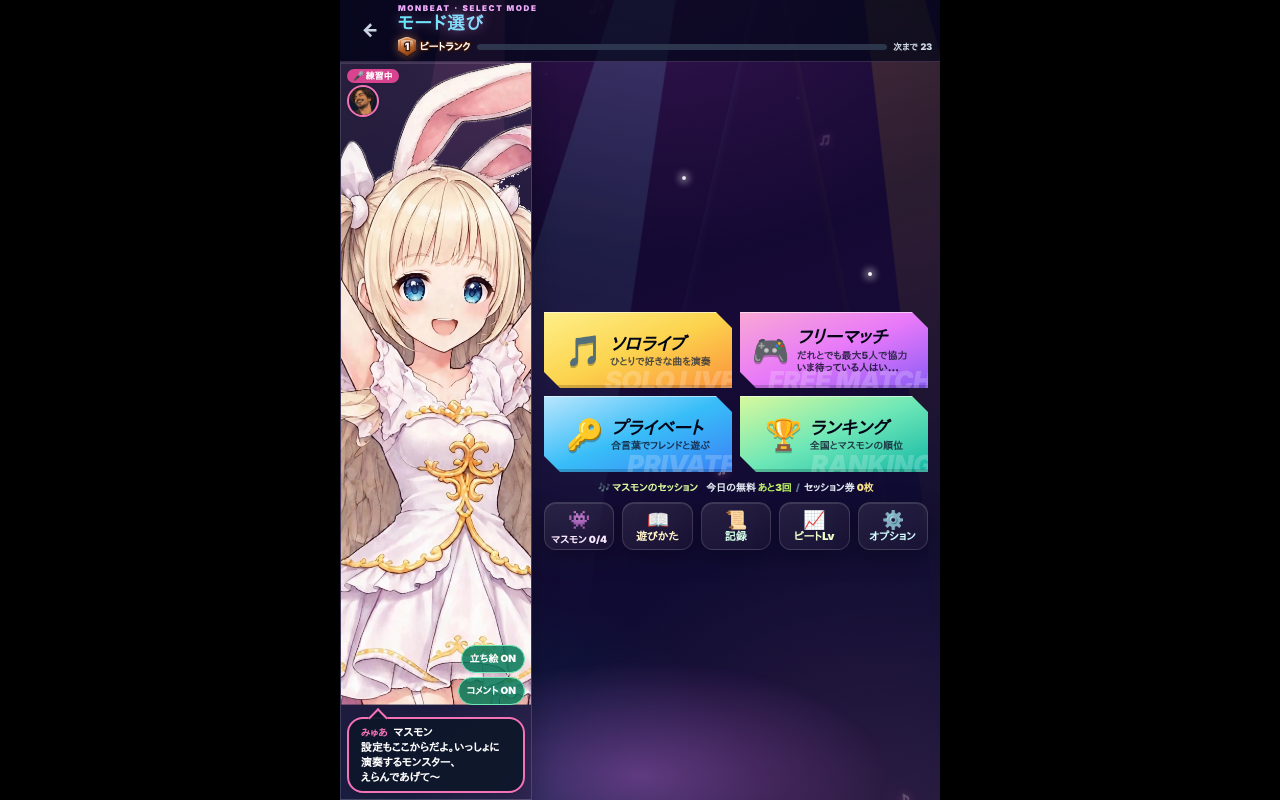 MONBEAT · SELECT MODE
モード選び
1 ビートランク 次まで 23
🎤 練習中
🎵 ソロライブ
ひとりで好きな曲を演奏
SOLO LIVE
🎮 フリーマッチ
だれとでも最大5人で協力
いま待っている人はい…
FREE MATCH
🔑 プライベート
合言葉でフレンドと遊ぶ
PRIVATE
🏆 ランキング
全国とマスモンの順位
RANKING
🎶 マスモンのセッション 今日の無料 あと3回 / セッション券 0枚
マスモン 0/4
遊びかた
記録
ビートLv
オプション
立ち絵 ON
コメント ON
みゅあ マスモン
設定もここからだよ。いっしょに
演奏するモンスター、
えらんであげて〜